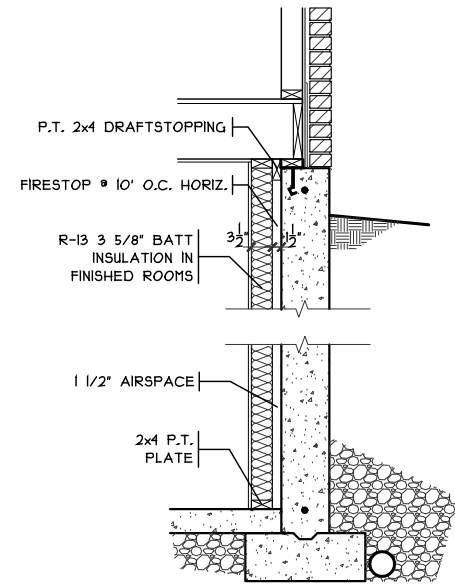 P.T. 2x4 DRAFTSTOPPING
FIRESTOP @ 10' O.C. HORIZ.
3 1/2" 1 1/2"
R-13 3 5/8" BATT
INSULATION IN
FINISHED ROOMS
1 1/2" AIRSPACE
2x4 P.T.
PLATE